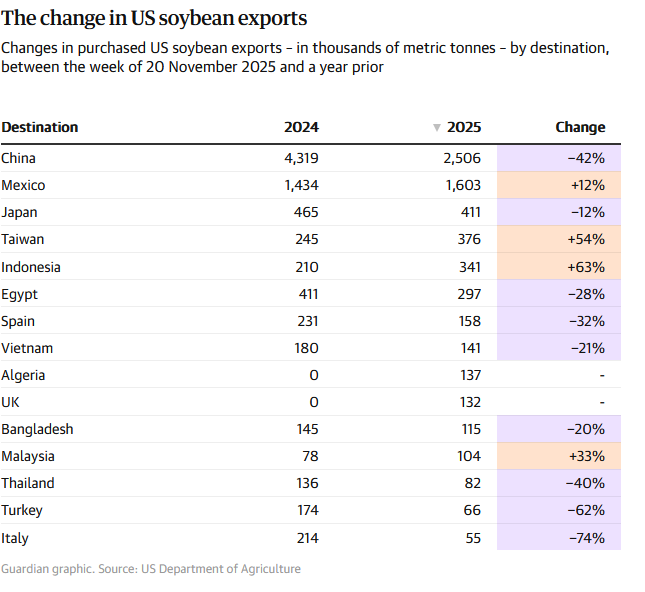 The change in US soybean exports
Changes in purchased US soybean exports – in thousands of metric tonnes – by destination,
between the week of 20 November 2025 and a year prior
Destination 2024 ▼ 2025 Change
China 4,319 2,506 −42%
Mexico 1,434 1,603 +12%
Japan 465 411 −12%
Taiwan 245 376 +54%
Indonesia 210 341 +63%
Egypt 411 297 −28%
Spain 231 158 −32%
Vietnam 180 141 −21%
Algeria 0 137 -
UK 0 132 -
Bangladesh 145 115 −20%
Malaysia 78 104 +33%
Thailand 136 82 −40%
Turkey 174 66 −62%
Italy 214 55 −74%
Guardian graphic. Source: US Department of Agriculture